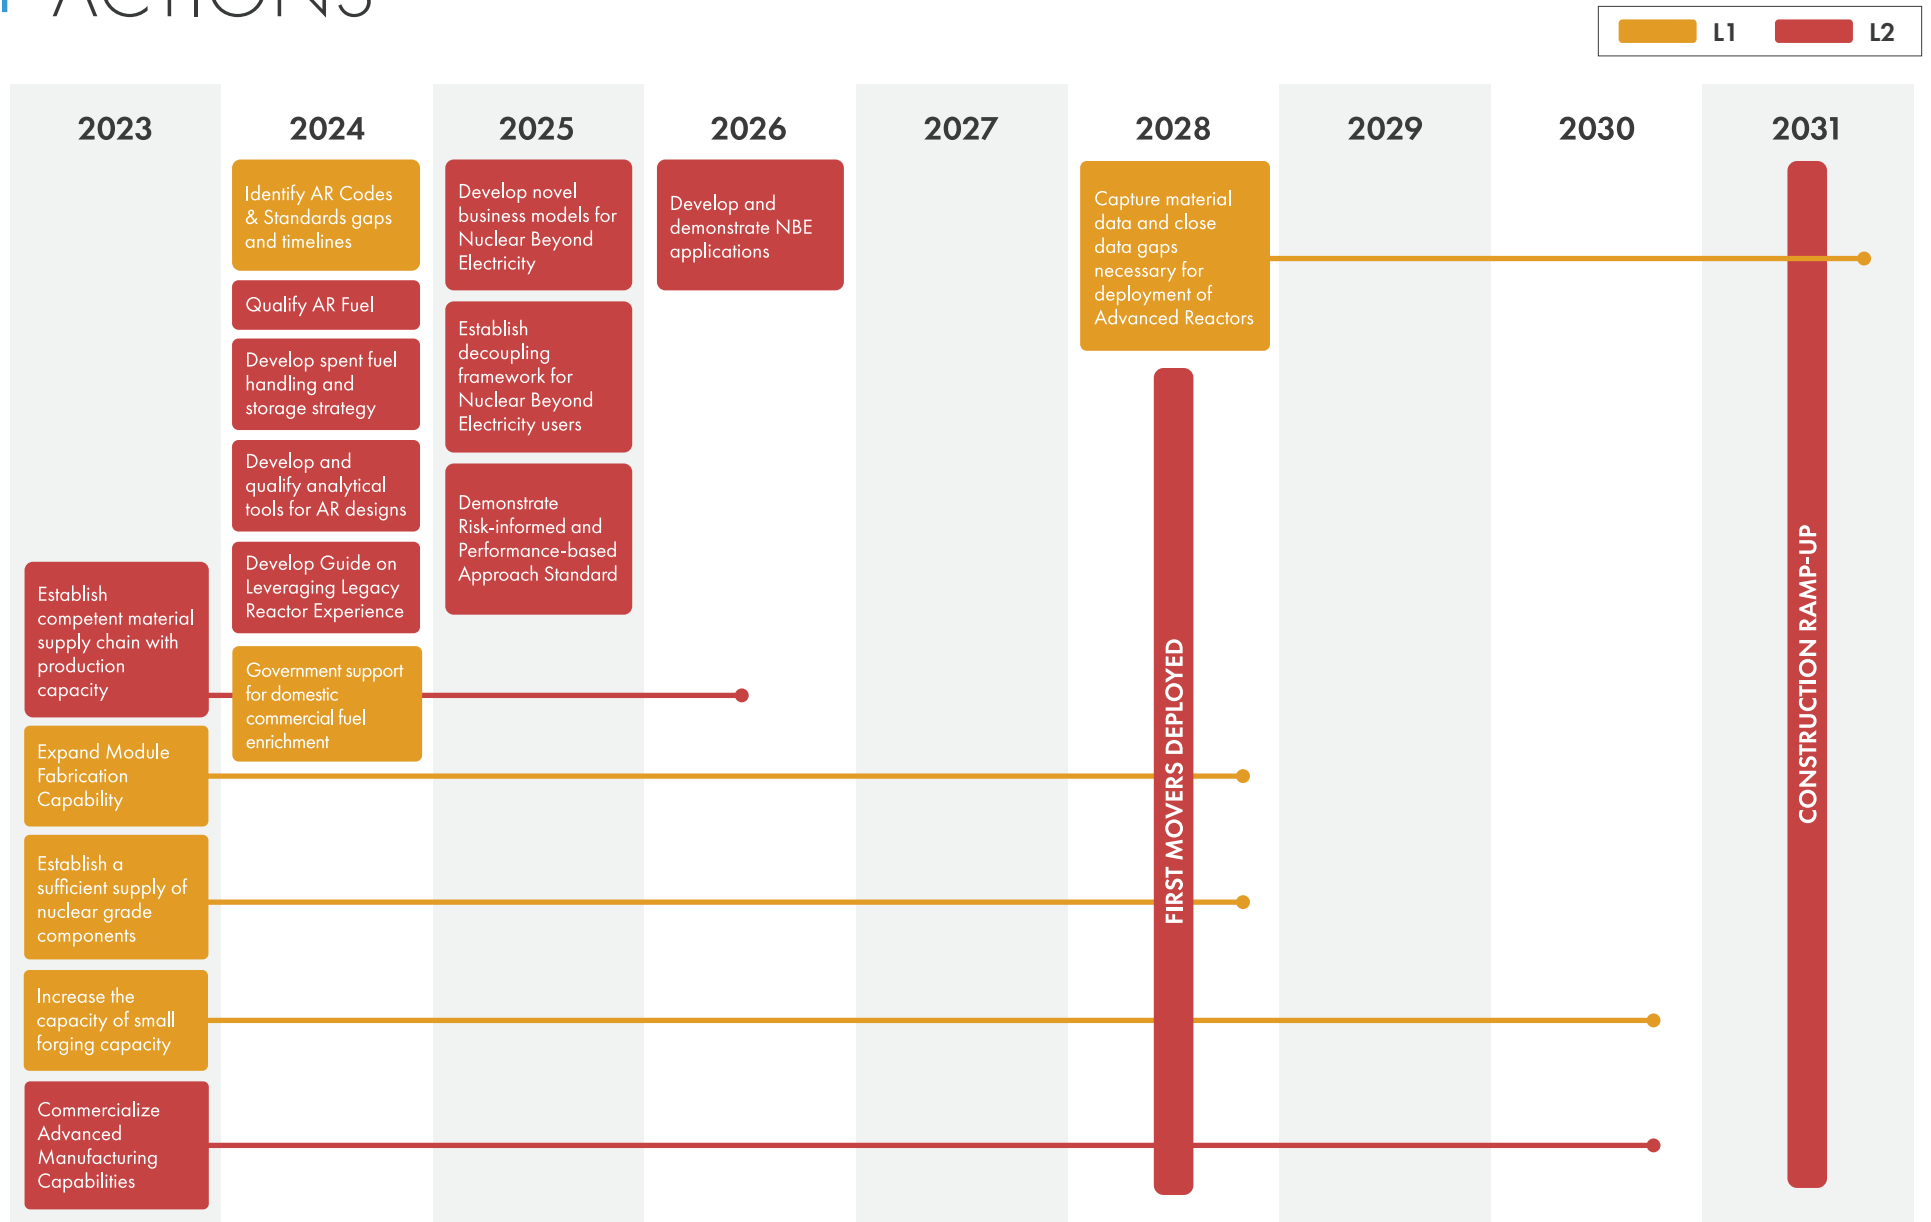 ACTIONS
L1
L2
2023
2024
2025
2026
2027
2028
2029
2030
2031
Establish
competent material
supply chain with
production
capacity
Expand Module
Fabrication
Capability
Establish a
sufficient supply of
nuclear grade
components
Increase the
capacity of small
forging capacity
Commercialize
Advanced
Manufacturing
Capabilities
Identify AR Codes
& Standards gaps
and timelines
Qualify AR Fuel
Develop spent fuel
handling and
storage strategy
Develop and
qualify analytical
tools for AR designs
Develop Guide on
Leveraging Legacy
Reactor Experience
Government support
for domestic
commercial fuel
enrichment
Develop novel
business models for
Nuclear Beyond
Electricity
Establish
decoupling
framework for
Nuclear Beyond
Electricity users
Demonstrate
Risk-informed and
Performance-based
Approach Standard
Develop and
demonstrate NBE
applications
Capture material
data and close
data gaps
necessary for
deployment of
Advanced Reactors
FIRST MOVERS DEPLOYED
CONSTRUCTION RAMP-UP